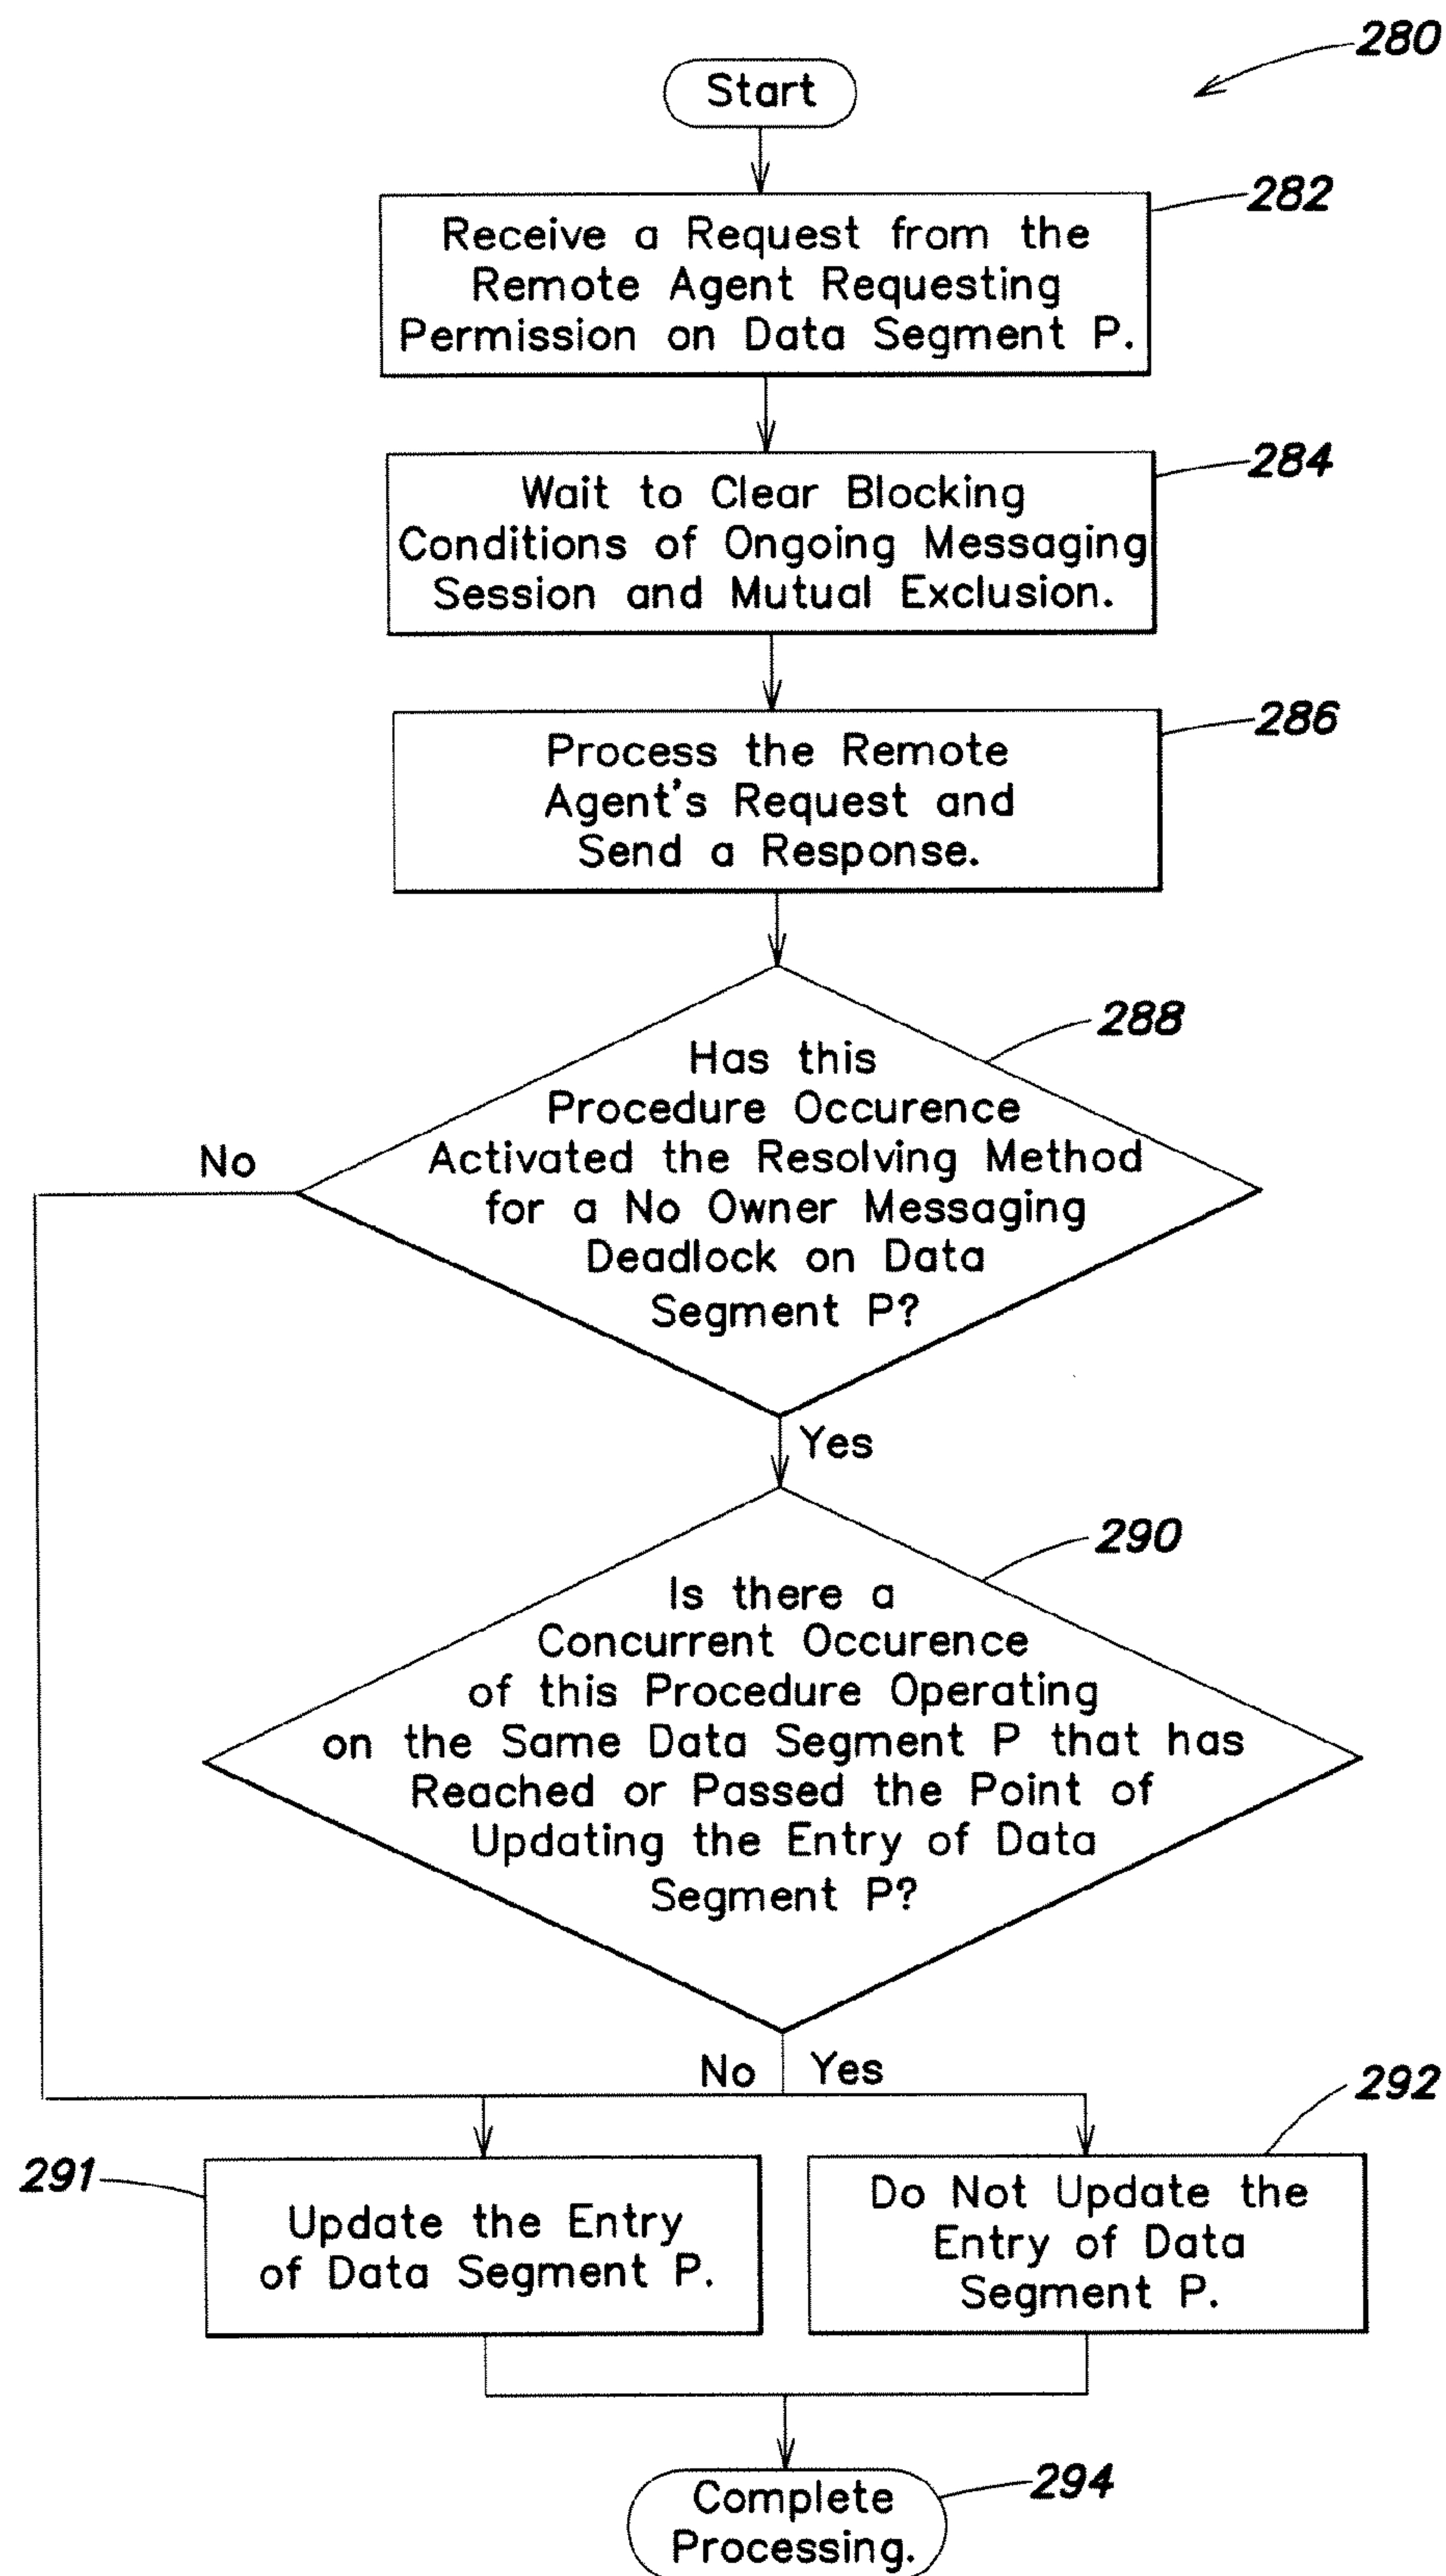 280
Start
282
Receive a Request from the
Remote Agent Requesting
Permission on Data Segment P.
284
Wait to Clear Blocking
Conditions of Ongoing Messaging
Session and Mutual Exclusion.
286
Process the Remote
Agent's Request and
Send a Response.
288
Has this
Procedure Occurence
Activated the Resolving Method
for a No Owner Messaging
Deadlock on Data
Segment P?
No
Yes
290
Is there a
Concurrent Occurence
of this Procedure Operating
on the Same Data Segment P that has
Reached or Passed the Point of
Updating the Entry of Data
Segment P?
No
Yes
291
Update the Entry
of Data Segment P.
292
Do Not Update the
Entry of Data
Segment P.
294
Complete
Processing.